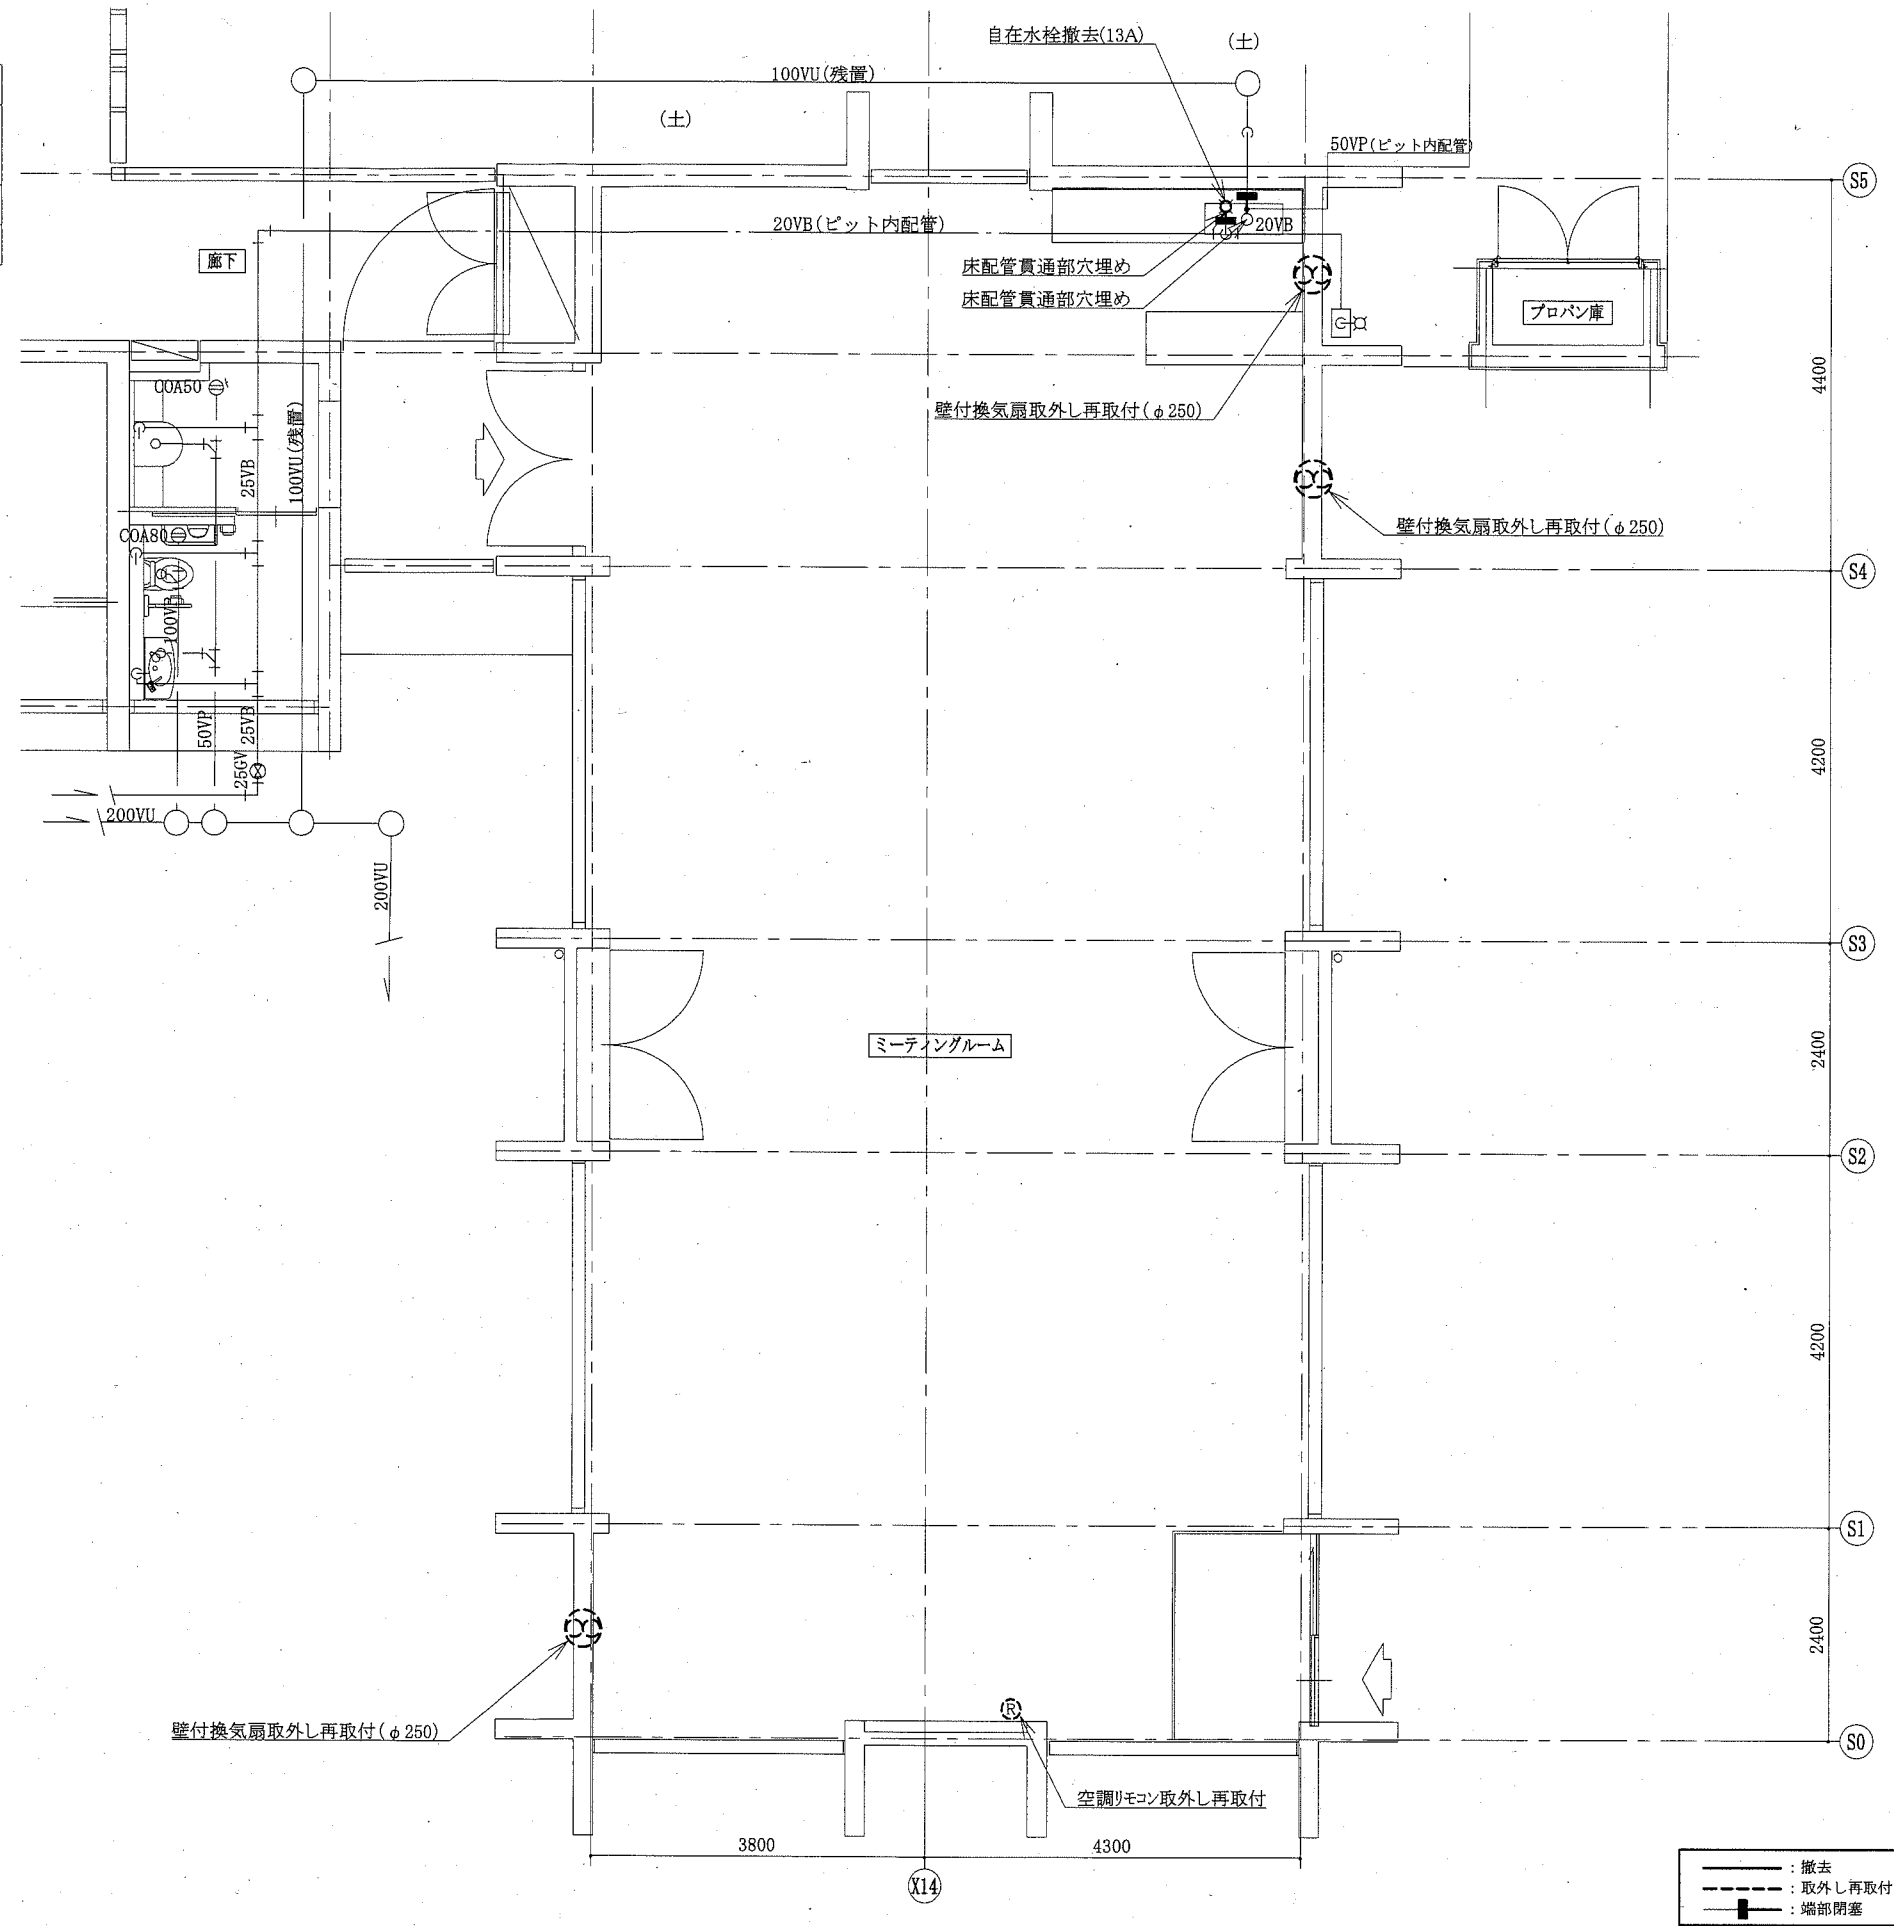 自在水栓撤去(13A)
(土)
100VU(残置)
(土)
50VP(ピット内配管)
S5
20VB(ピット内配管)
20VB
廊下
床配管貫通部穴埋め
床配管貫通部穴埋め
プロパン庫
4400
COA50
壁付換気扇取外し再取付(φ250)
25VB
100VU(残置)
壁付換気扇取外し再取付(φ250)
COA80
S4
100VP
50VP
25VB
4200
25GV
200VU
200VU
S3
ミーティングルーム
2400
S2
4200
S1
2400
壁付換気扇取外し再取付(φ250)
R
S0
空調リモコン取外し再取付
3800
4300
X14
:撤去
:取外し再取付
:端部閉塞